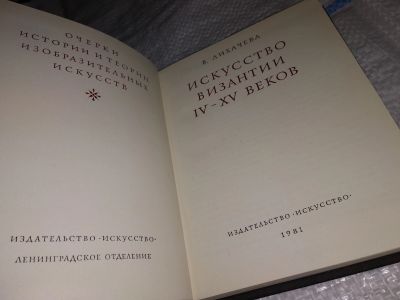 ОЧЕРКИ
ИСТОРИИ И ТЕОРИИ
ИЗОБРАЗИТЕЛЬНЫХ
ИСКУССТВ
ИЗДАТЕЛЬСТВО · ИСКУССТВО ·
ЛЕНИНГРАДСКОЕ ОТДЕЛЕНИЕ
В. ЛИХАЧЕВА
ИСКУССТВО
ВИЗАНТИИ
IV–XV ВЕКОВ
ИЗДАТЕЛЬСТВО · ИСКУССТВО ·
1981